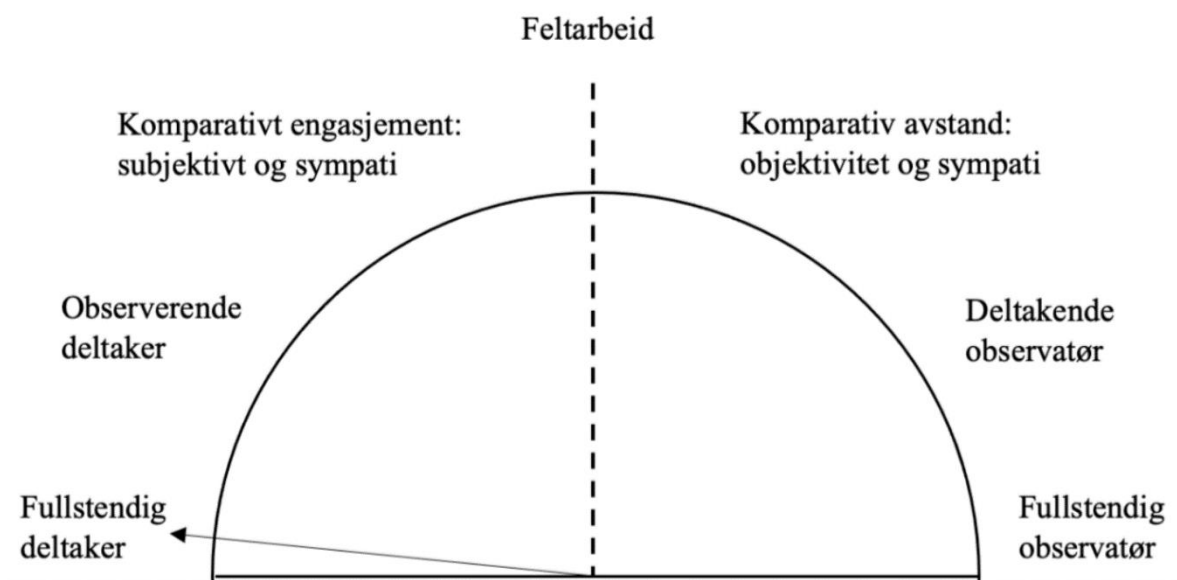 Feltarbeid
Komparativt engasjement:
subjektivt og sympati
Komparativ avstand:
objektivitet og sympati
Observerende
deltaker
Deltakende
observatør
Fullstendig
deltaker
Fullstendig
observatør